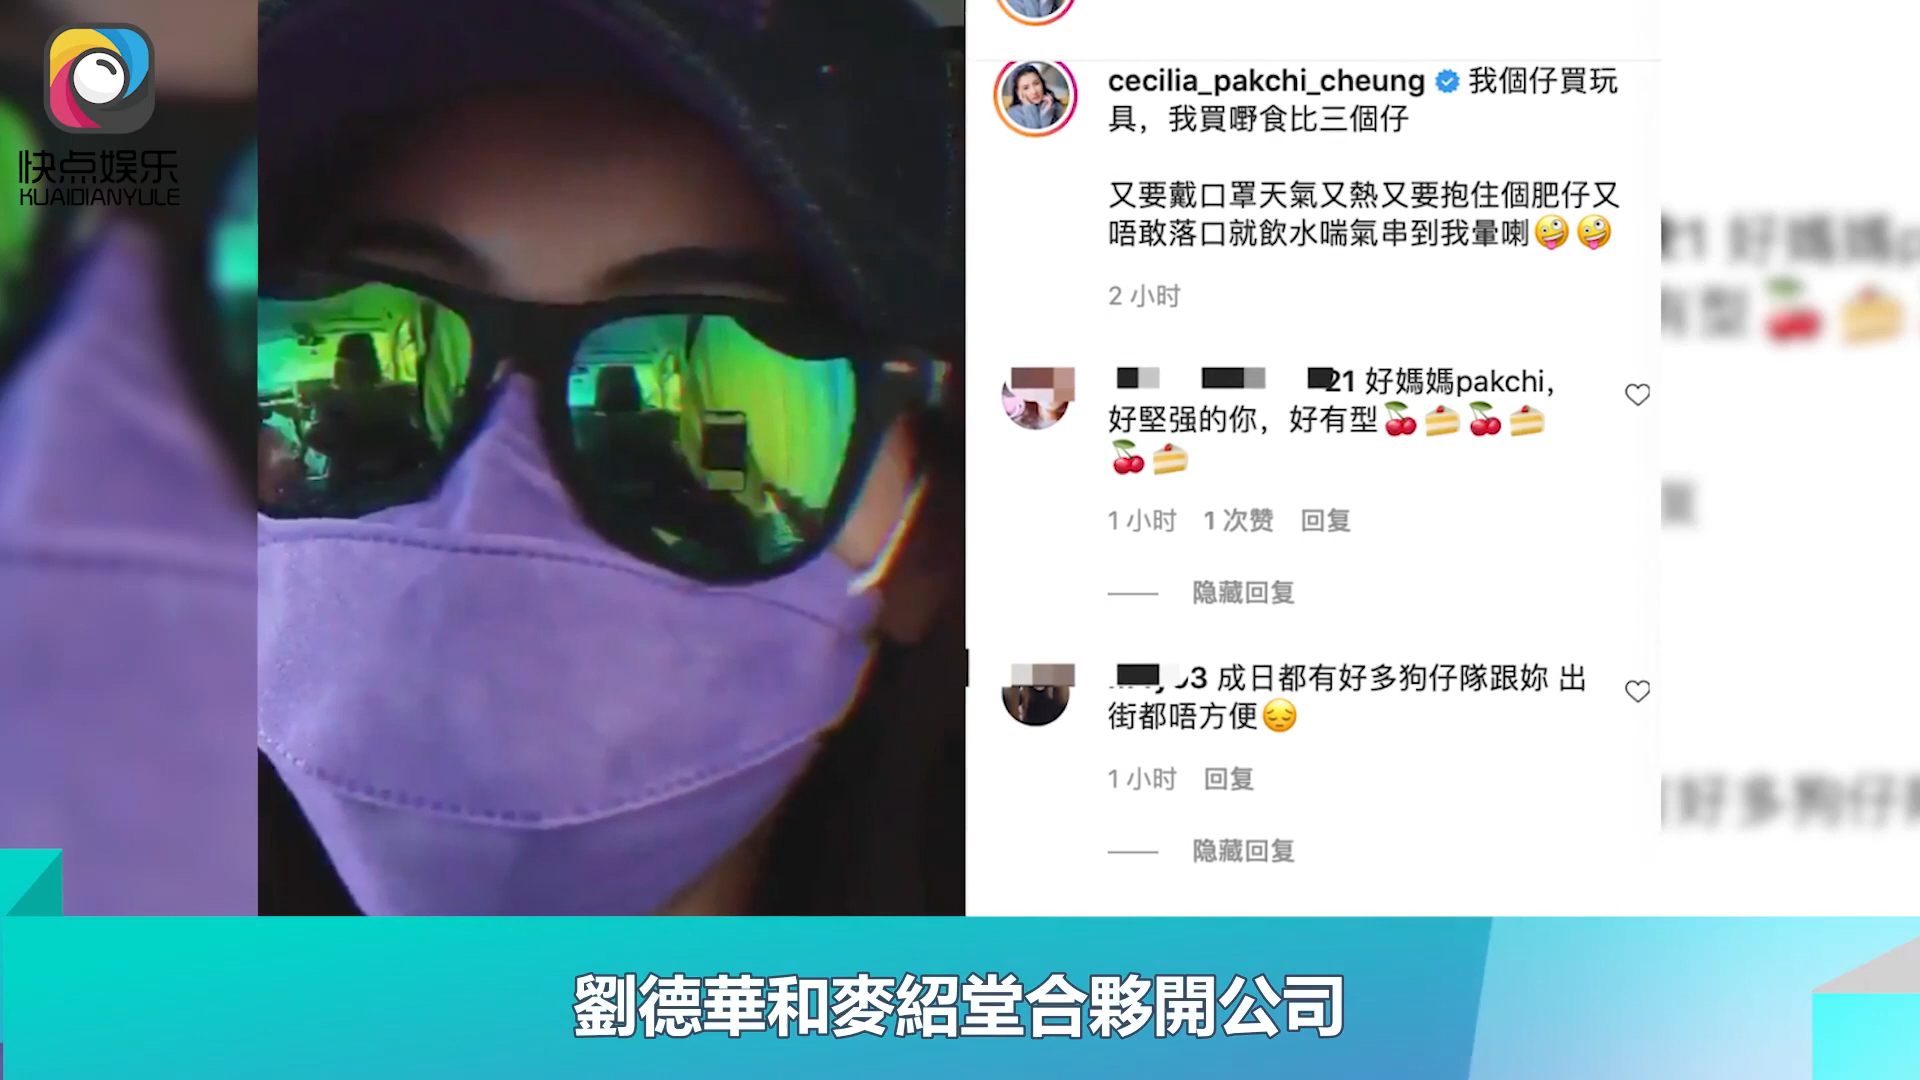 快点娱乐
KUAIDIANYULE
cecilia_pakchi_cheung 我個仔買玩
具，我買嘢食比三個仔
又要戴口罩天氣又熱又要抱住個肥仔又
唔敢落口就飲水喘氣串到我暈喇🤪🤪
2 小时
21 好媽媽pakchi，
好堅强的你，好有型🍒🍰🍒🍰
🍒🍰
1 小时 1 次赞 回复
隐藏回复
成日都有好多狗仔隊跟妳 出
街都唔方便😔
1 小时 回复
隐藏回复
劉德華和麥紹堂合夥開公司